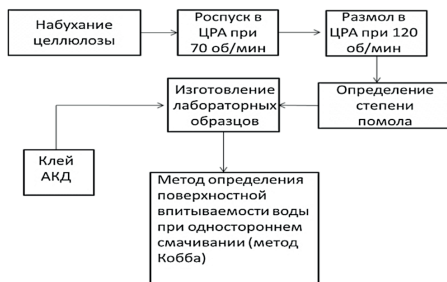 Набухание
целлюлозы
Роспуск в
ЦРА при
70 об/мин
Размол в
ЦРА при 120
об/мин
Изготовление
лабораторных
образцов
Определение
степени
помола
Клей
АКД
Метод определения
поверхностной
впитываемости воды
при одностороннем
смачивании (метод
Кобба)